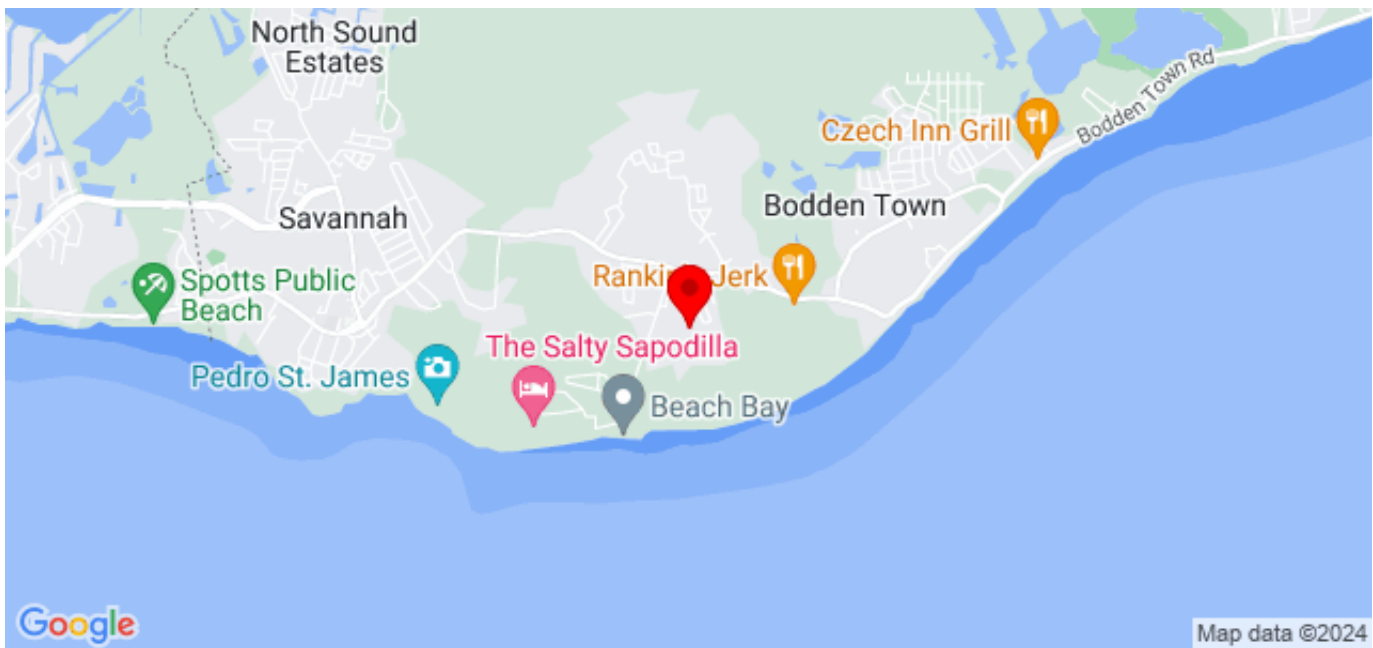 North Sound
Estates
Czech Inn Grill
Bodden Town Rd
Bodden Town
Savannah
Spotts Public
Beach
Jerk
The Salty Sapodilla
Pedro St. James
Beach Bay
Google
Map data ©2024